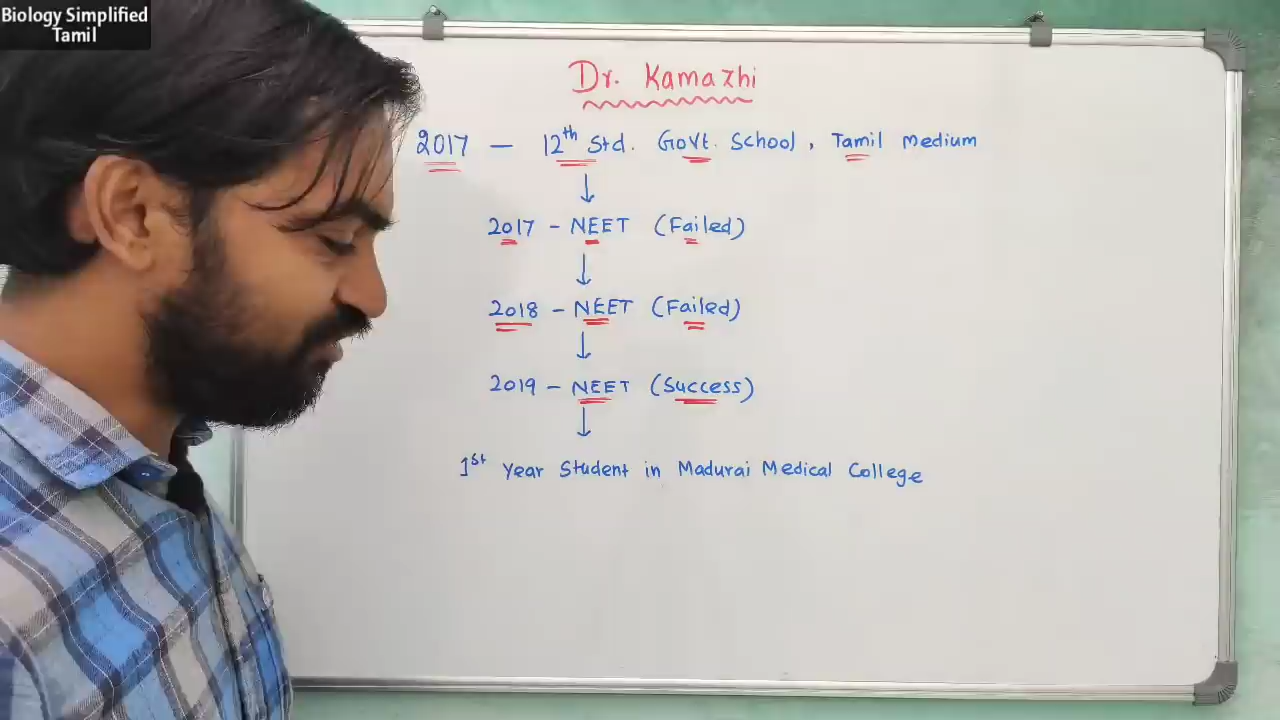 Biology Simplified
Tamil
Dr. Kamazhi
2017 — 12th Std. Govt. School, Tamil Medium
↓
2017 - NEET (Failed)
↓
2018 - NEET (Failed)
↓
2019 - NEET (Success)
↓
1st Year Student in Madurai Medical College